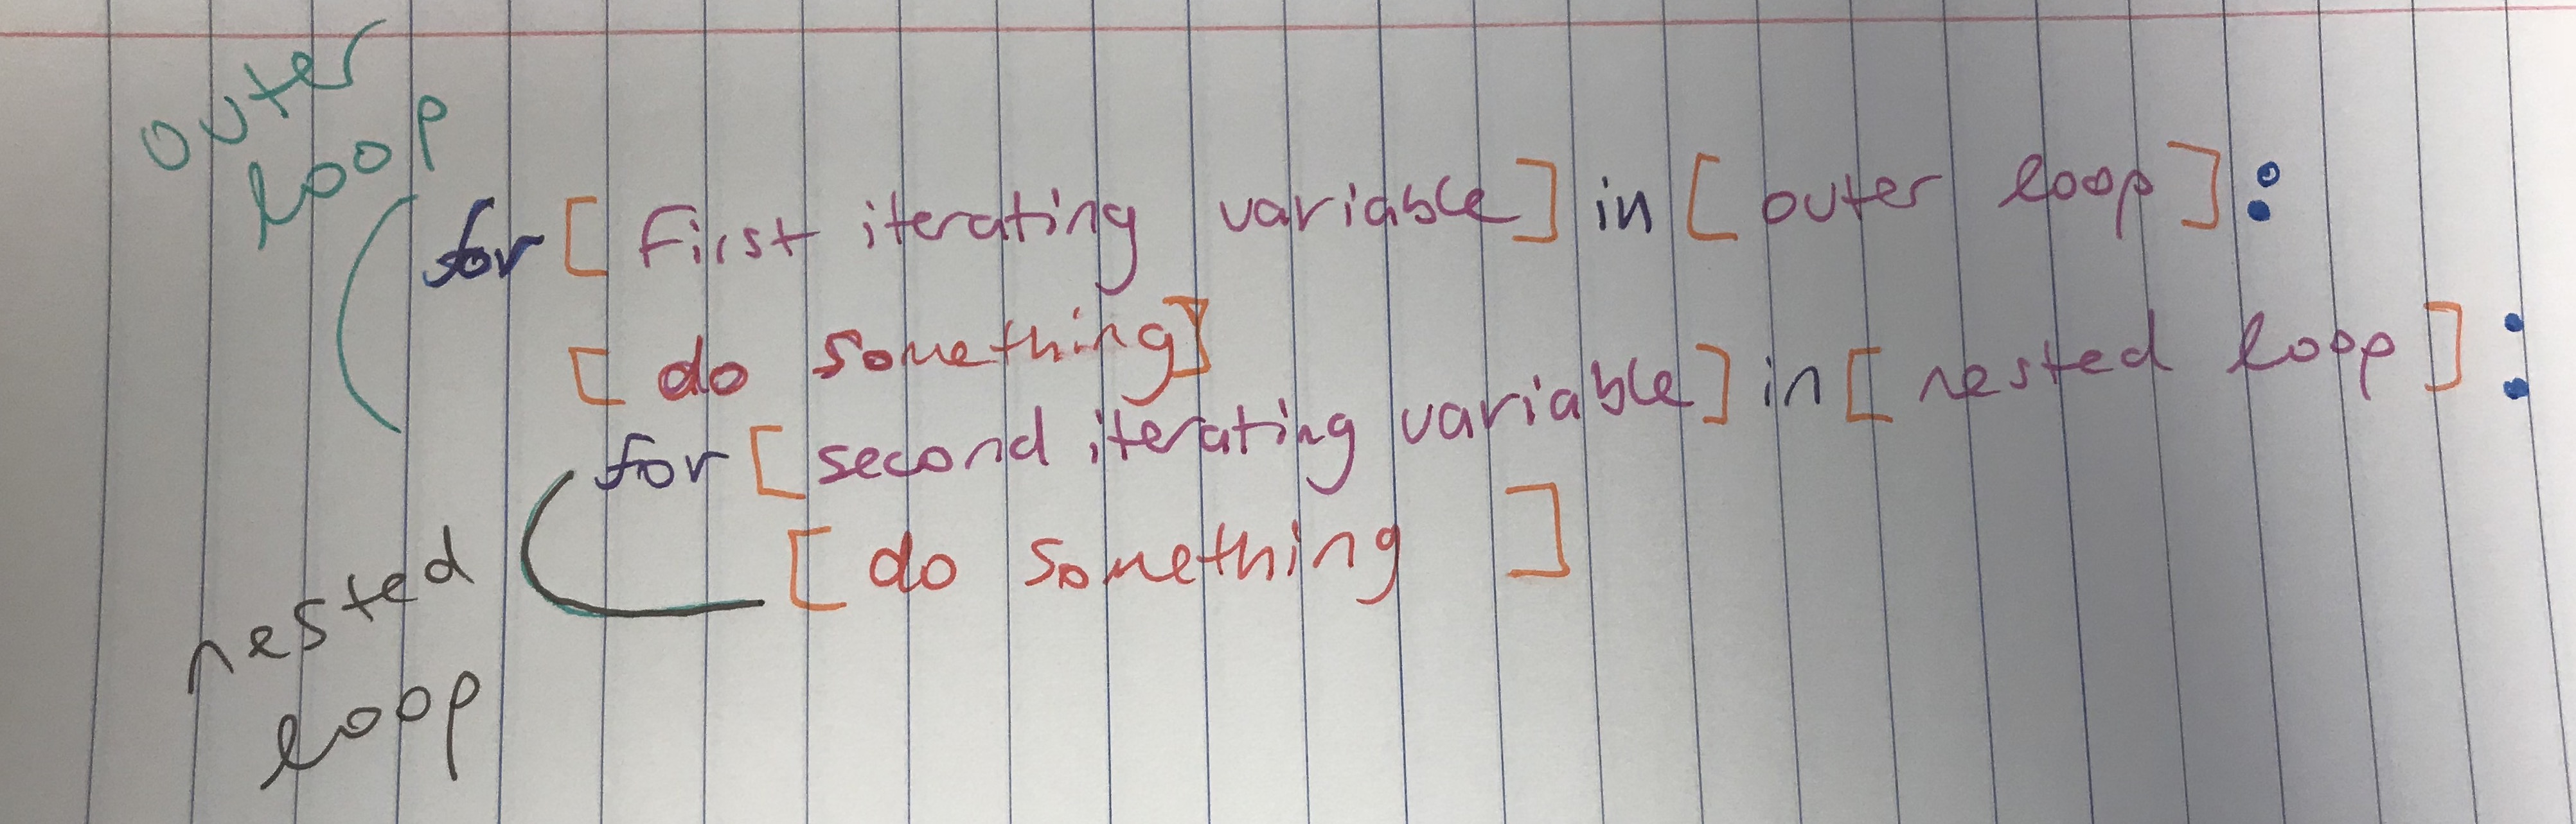 outer
loop
for [ First iterating variable] in [ outer loop ] :
[ do something]
for [ second iterating variable] in [ nested loop ] :
[ do something ]
nested
loop